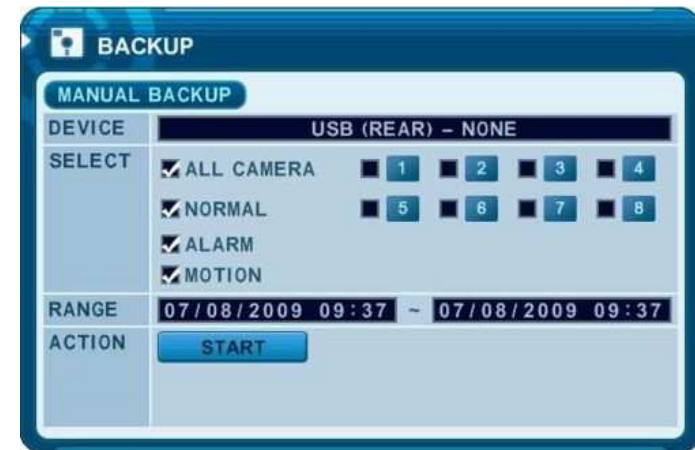 BACKUP
MANUAL BACKUP
DEVICE USB (REAR) – NONE
SELECT ALL CAMERA 1 2 3 4
NORMAL 5 6 7 8
ALARM
MOTION
RANGE 07/08/2009 09:37 ~ 07/08/2009 09:37
ACTION START